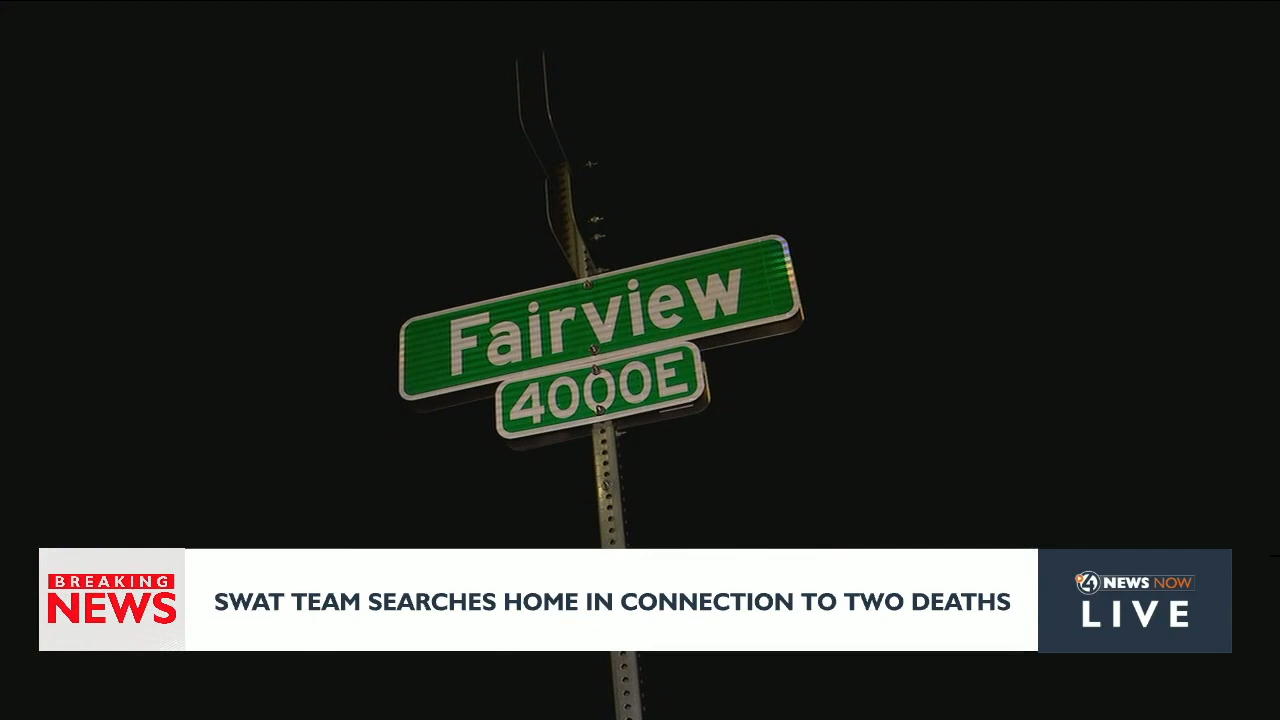 Fairview
4000E
BREAKING
NEWS
SWAT TEAM SEARCHES HOME IN CONNECTION TO TWO DEATHS
4 NEWS NOW
LIVE